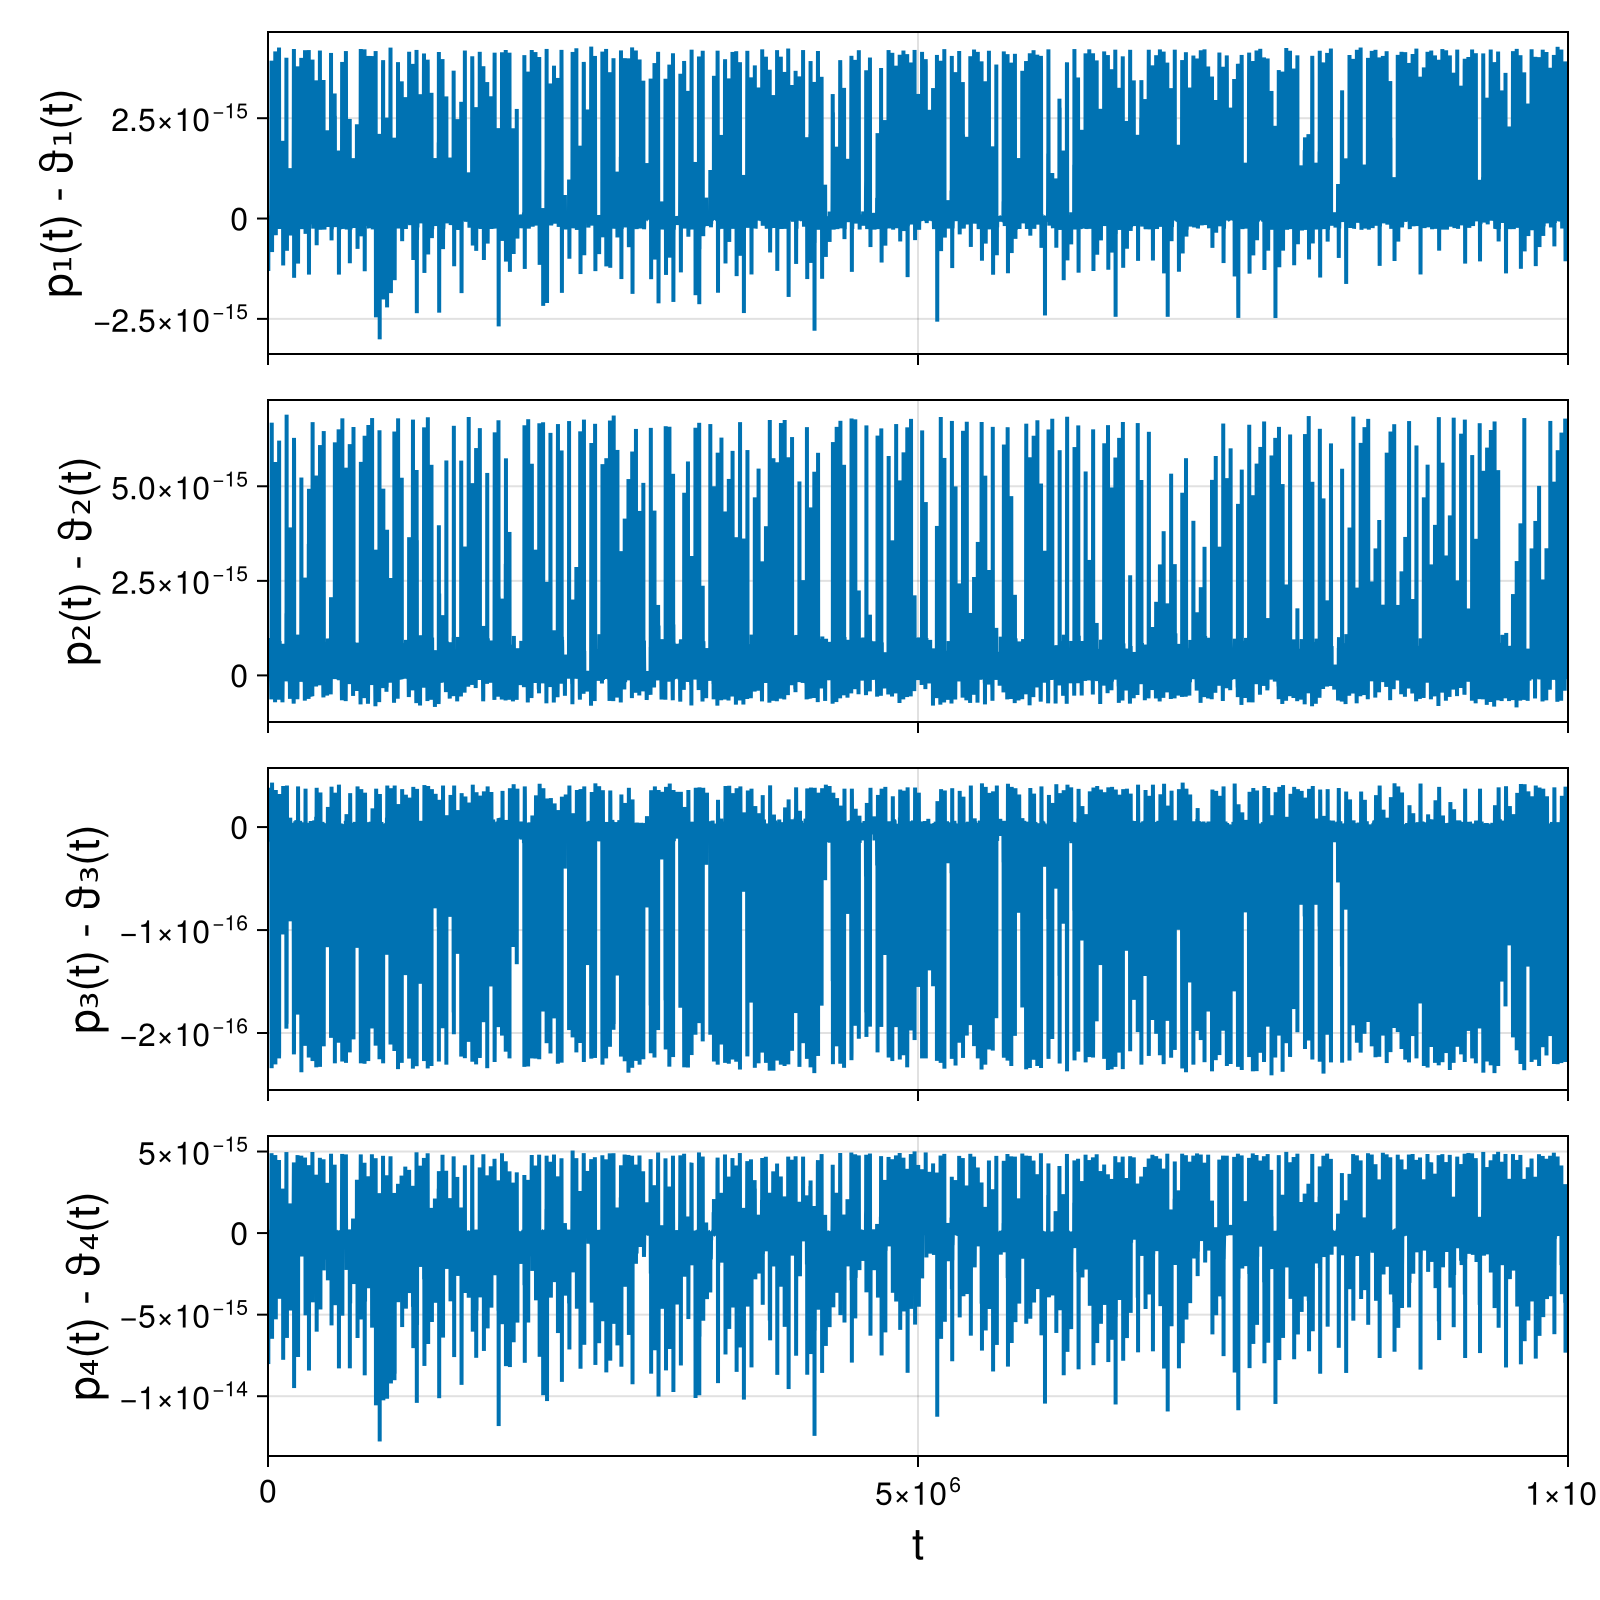 p₁(t) - ϑ₁(t)
2.5×10⁻¹⁵
0
−2.5×10⁻¹⁵
p₂(t) - ϑ₂(t)
5.0×10⁻¹⁵
2.5×10⁻¹⁵
0
p₃(t) - ϑ₃(t)
0
−1×10⁻¹⁶
−2×10⁻¹⁶
p₄(t) - ϑ₄(t)
5×10⁻¹⁵
0
−5×10⁻¹⁵
−1×10⁻¹⁴
0 5×10⁶ 1×10
t